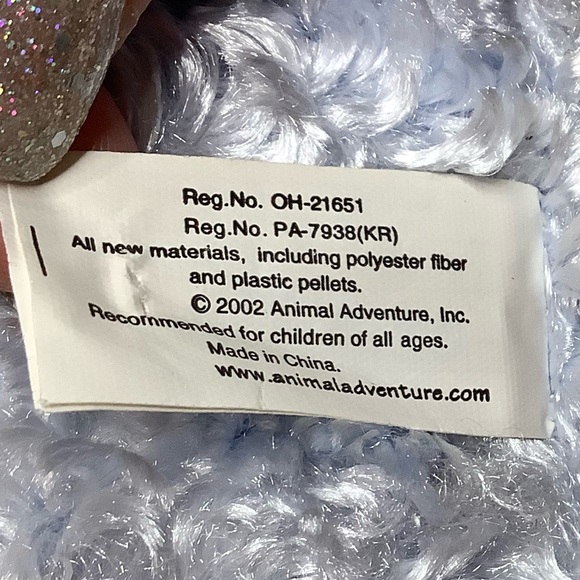 Reg.No. OH-21651
Reg.No. PA-7938(KR)
All new materials, including polyester fiber
and plastic pellets.
© 2002 Animal Adventure, Inc.
Recommended for children of all ages.
Made in China.
www.animaladventure.com